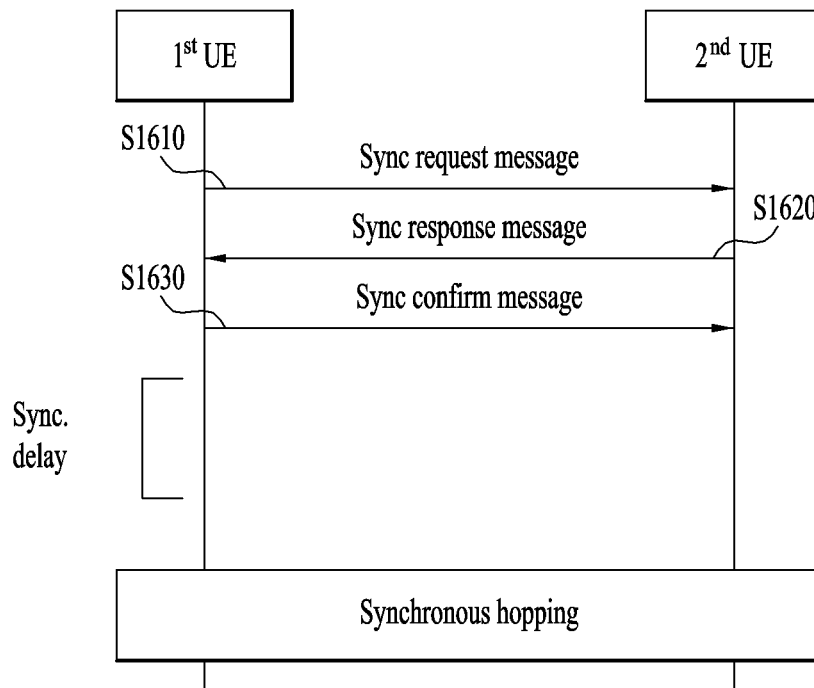 1st UE
2nd UE
S1610
Sync request message
S1620
Sync response message
S1630
Sync confirm message
Sync.
delay
Synchronous hopping